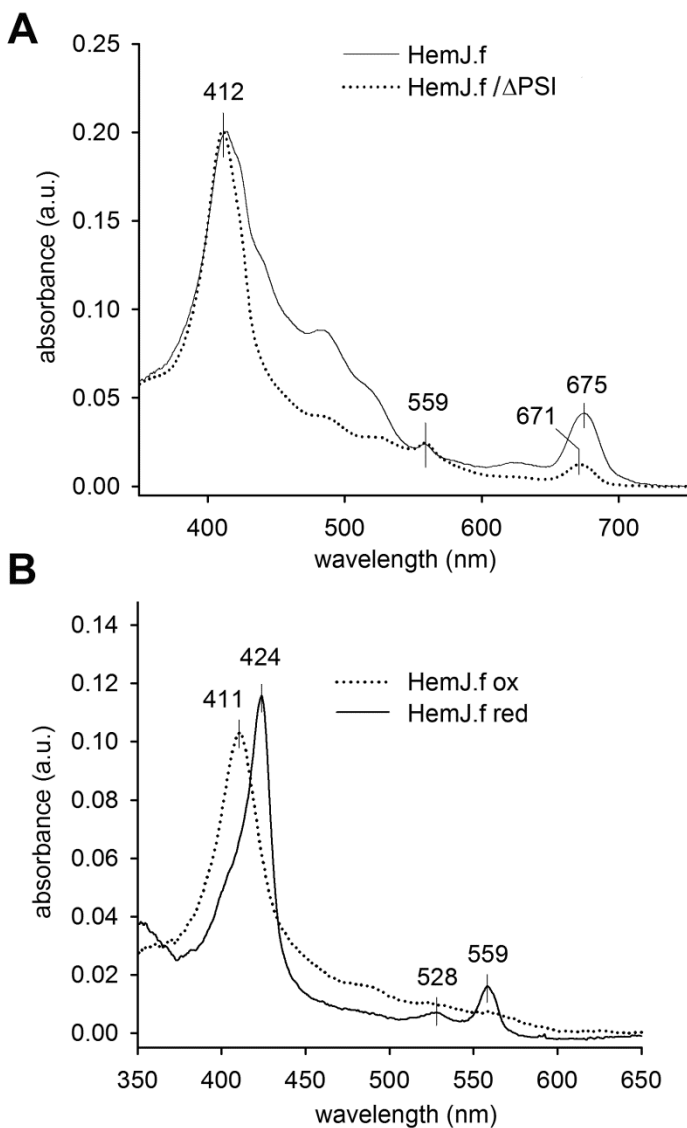 A
0.25
0.20
0.15
0.10
0.05
0.00
absorbance (a.u.)
HemJ.f
HemJ.f /ΔPSI
412
559
671
675
400 500 600 700
wavelength (nm)
B
0.14
0.12
0.10
0.08
0.06
0.04
0.02
0.00
absorbance (a.u.)
424
411
HemJ.f ox
HemJ.f red
528
559
350 400 450 500 550 600 650
wavelength (nm)